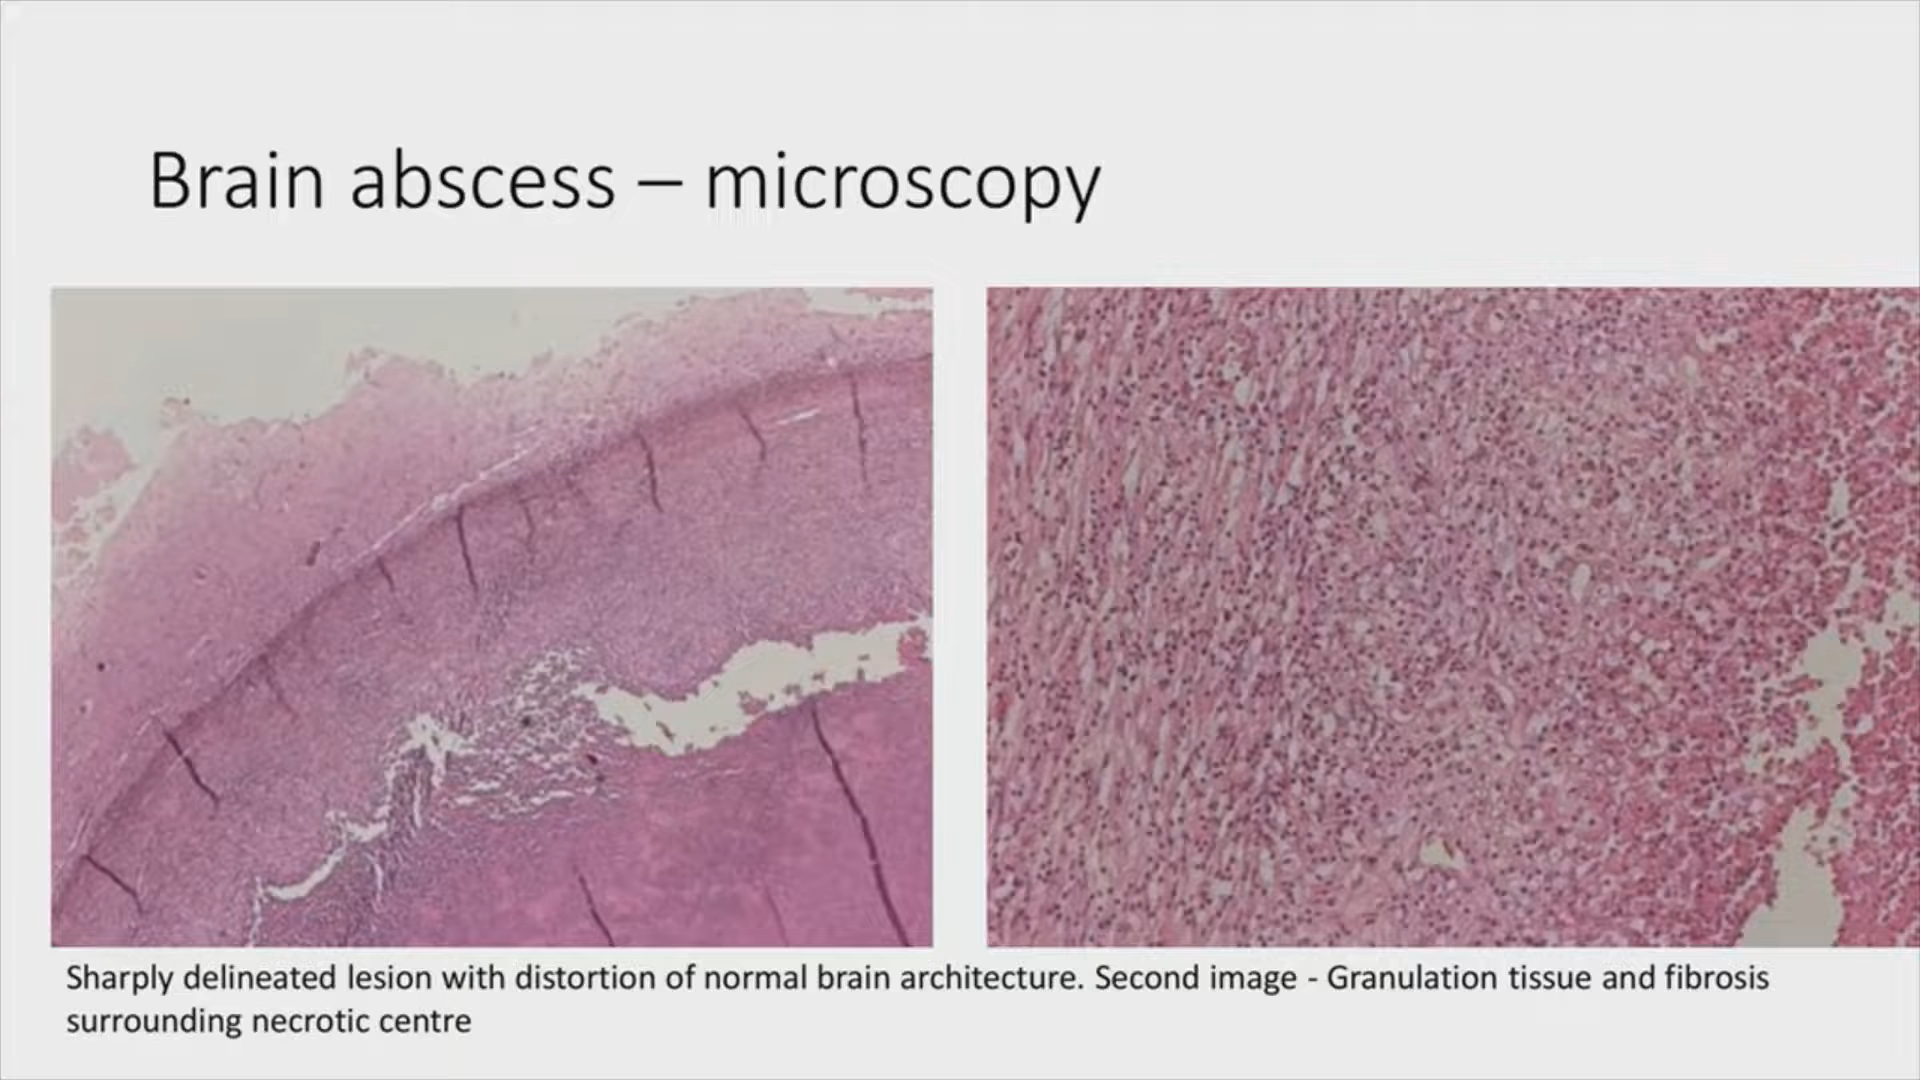 Brain abscess – microscopy
Sharply delineated lesion with distortion of normal brain architecture. Second image - Granulation tissue and fibrosis
surrounding necrotic centre